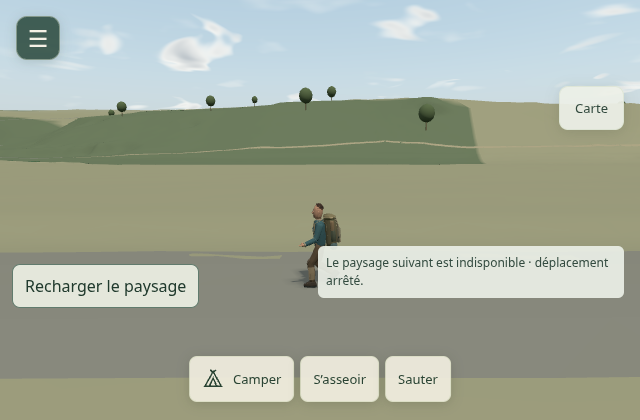 Carte
Le paysage suivant est indisponible · déplacement
arrêté.
Recharger le paysage
Camper
S’asseoir
Sauter